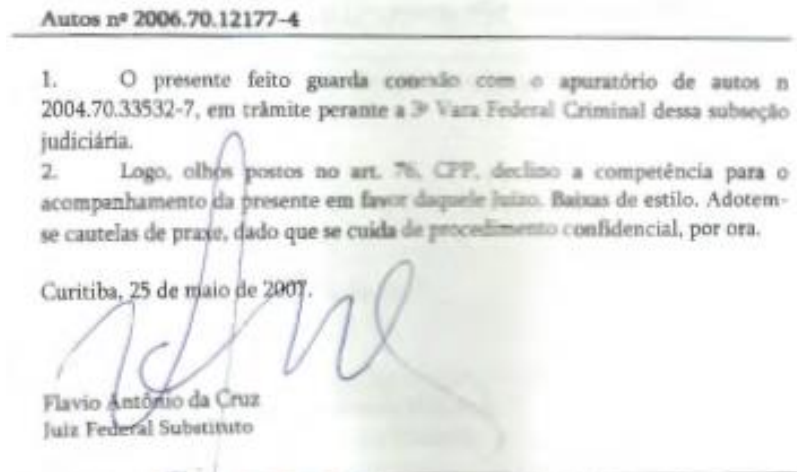 Autos nº 2006.70.12177-4
1. O presente feito guarda conexão com o apuratório de autos n
2004.70.33532-7, em trâmite perante a 3ª Vara Federal Criminal dessa subseção
judiciária.
2. Logo, olhos postos no art. 76, CPP, declino a competência para o
acompanhamento da presente em favor daquele Juízo. Baixas de estilo. Adotem-
se cautelas de praxe, dado que se cuida de procedimento confidencial, por ora.
Curitiba, 25 de maio de 2007.
Flavio Antônio da Cruz
Juiz Federal Substituto